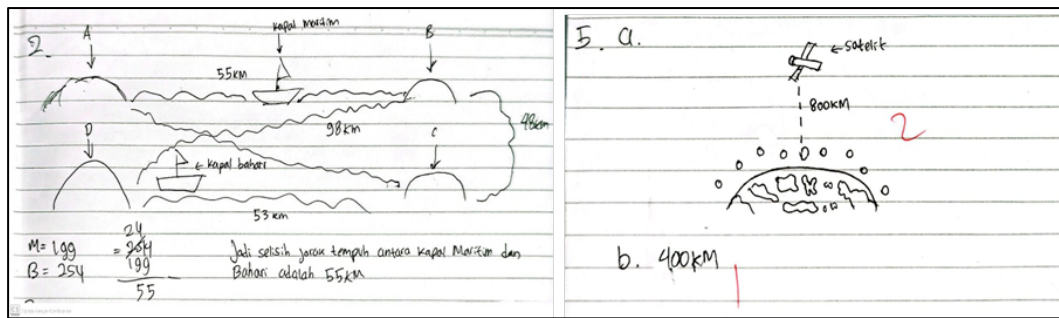 2.
A
kapal maritim
B
55km
98km
48km
D
C
← kapal bahari
53 km
M= 199
B= 254
24
= 254
199
55
Jadi selisih jarak tempuh antara kapal Maritim dan
Bahari adalah 55KM
5. a.
← satelit
800KM
2
b. 400KM
1